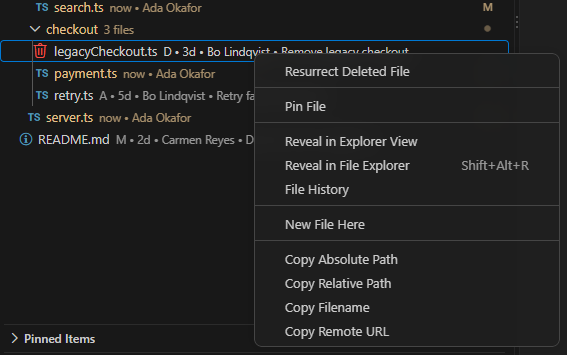 TS search.ts now • Ada Okafor M
checkout 3 files
legacyCheckout.ts D • 3d • Bo Lindqvist • Remove legacy checkout
TS payment.ts now • Ada Okafor
TS retry.ts A • 5d • Bo Lindqvist • Retry fa
TS server.ts now • Ada Okafor
README.md M • 2d • Carmen Reyes • D
Pinned Items
Resurrect Deleted File
Pin File
Reveal in Explorer View
Reveal in File Explorer Shift+Alt+R
File History
New File Here
Copy Absolute Path
Copy Relative Path
Copy Filename
Copy Remote URL